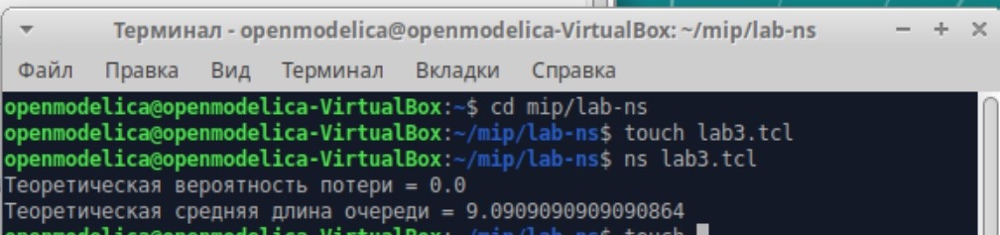 Терминал - openmodelica@openmodelica-VirtualBox: ~/mip/lab-ns
Файл Правка Вид Терминал Вкладки Справка
openmodelica@openmodelica-VirtualBox:~$ cd mip/lab-ns
openmodelica@openmodelica-VirtualBox:~/mip/lab-ns$ touch lab3.tcl
openmodelica@openmodelica-VirtualBox:~/mip/lab-ns$ ns lab3.tcl
Теоретическая вероятность потери = 0.0
Теоретическая средняя длина очереди = 9.0909090909090864
openmodelica@openmodelica-VirtualBox:~/mip/lab-ns$ touch